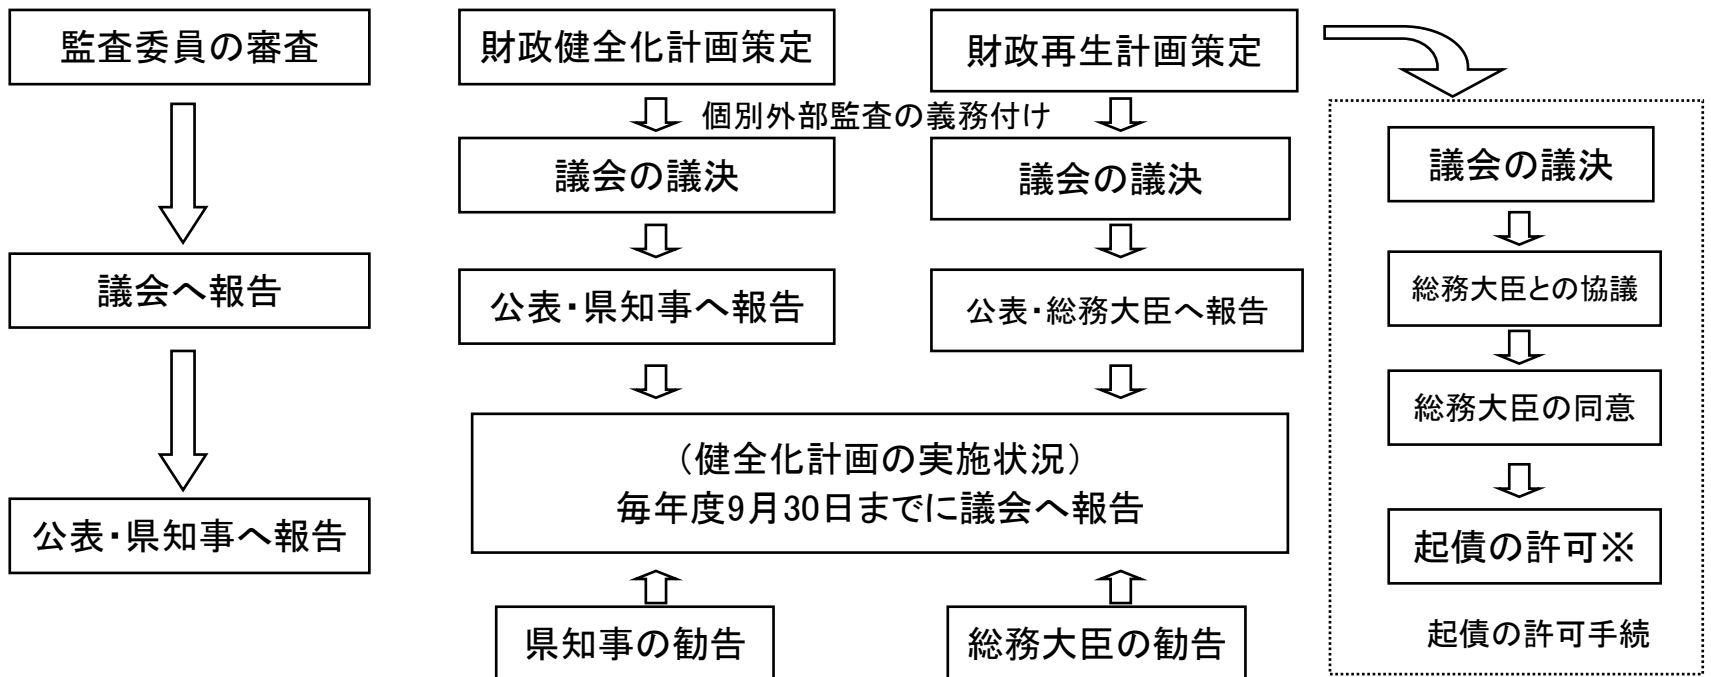 監査委員の審査
議会へ報告
公表・県知事へ報告
財政健全化計画策定
個別外部監査の義務付け
議会の議決
公表・県知事へ報告
財政再生計画策定
議会の議決
公表・総務大臣へ報告
（健全化計画の実施状況）
毎年度9月30日までに議会へ報告
県知事の勧告
総務大臣の勧告
議会の議決
総務大臣との協議
総務大臣の同意
起債の許可※
起債の許可手続